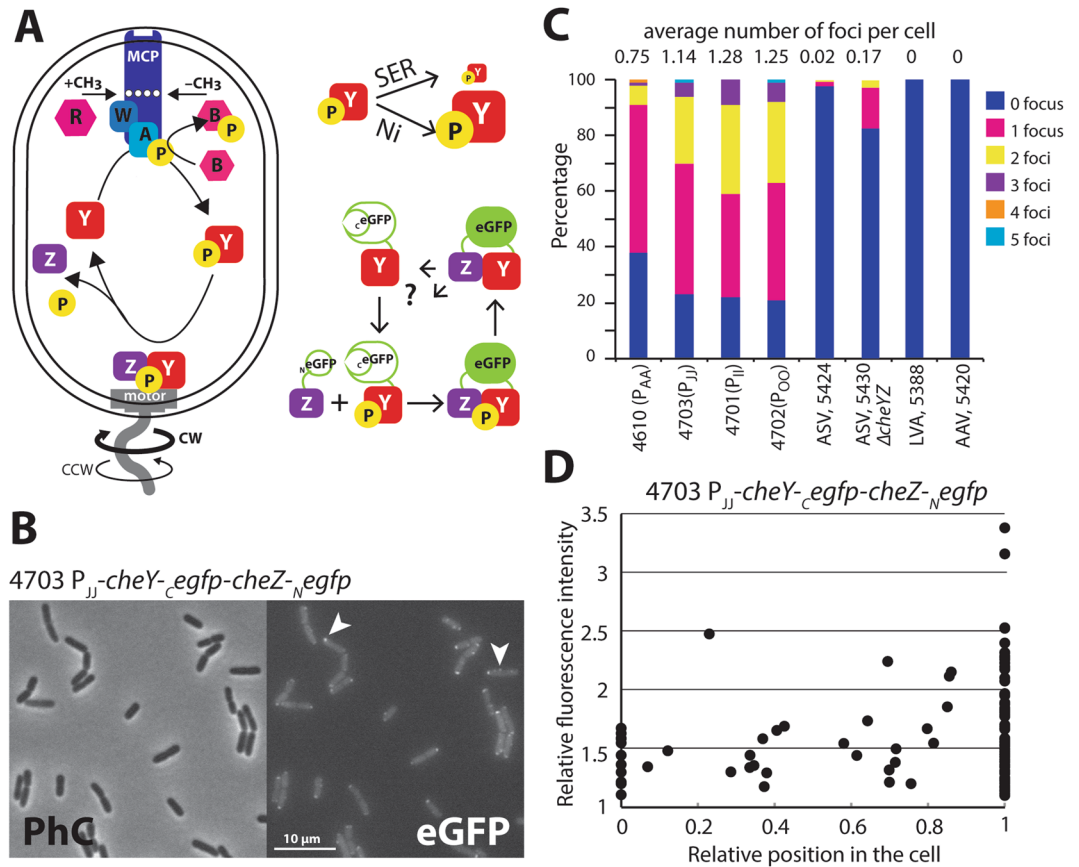 A
MCP
+CH3
–CH3
R
W
A
P
B
P
B
Y
Y
P
Z
P
Z
Y
P
motor
CW
CCW
SER
P
Y
P
Y
Ni
P
Y
CeGFP
eGFP
Y
Z
Y
?
NeGFP
CeGFP
eGFP
Z
+
Y
P
Z
Y
P
B
4703 PJJ-cheY-Cegfp-cheZ-Negfp
PhC
10 µm
eGFP
C
average number of foci per cell
0.75 1.14 1.28 1.25 0.02 0.17 0 0
Percentage
100
80
60
40
20
0
0 focus
1 focus
2 foci
3 foci
4 foci
5 foci
4610 (PAA)
4703(PJJ)
4701(PII)
4702(POO)
ASV, 5424
ASV, 5430
ΔcheYZ
LVA, 5388
AAV, 5420
D
4703 PJJ-cheY-Cegfp-cheZ-Negfp
Relative fluorescence intensity
3.5
3
2.5
2
1.5
1
0 0.2 0.4 0.6 0.8 1
Relative position in the cell